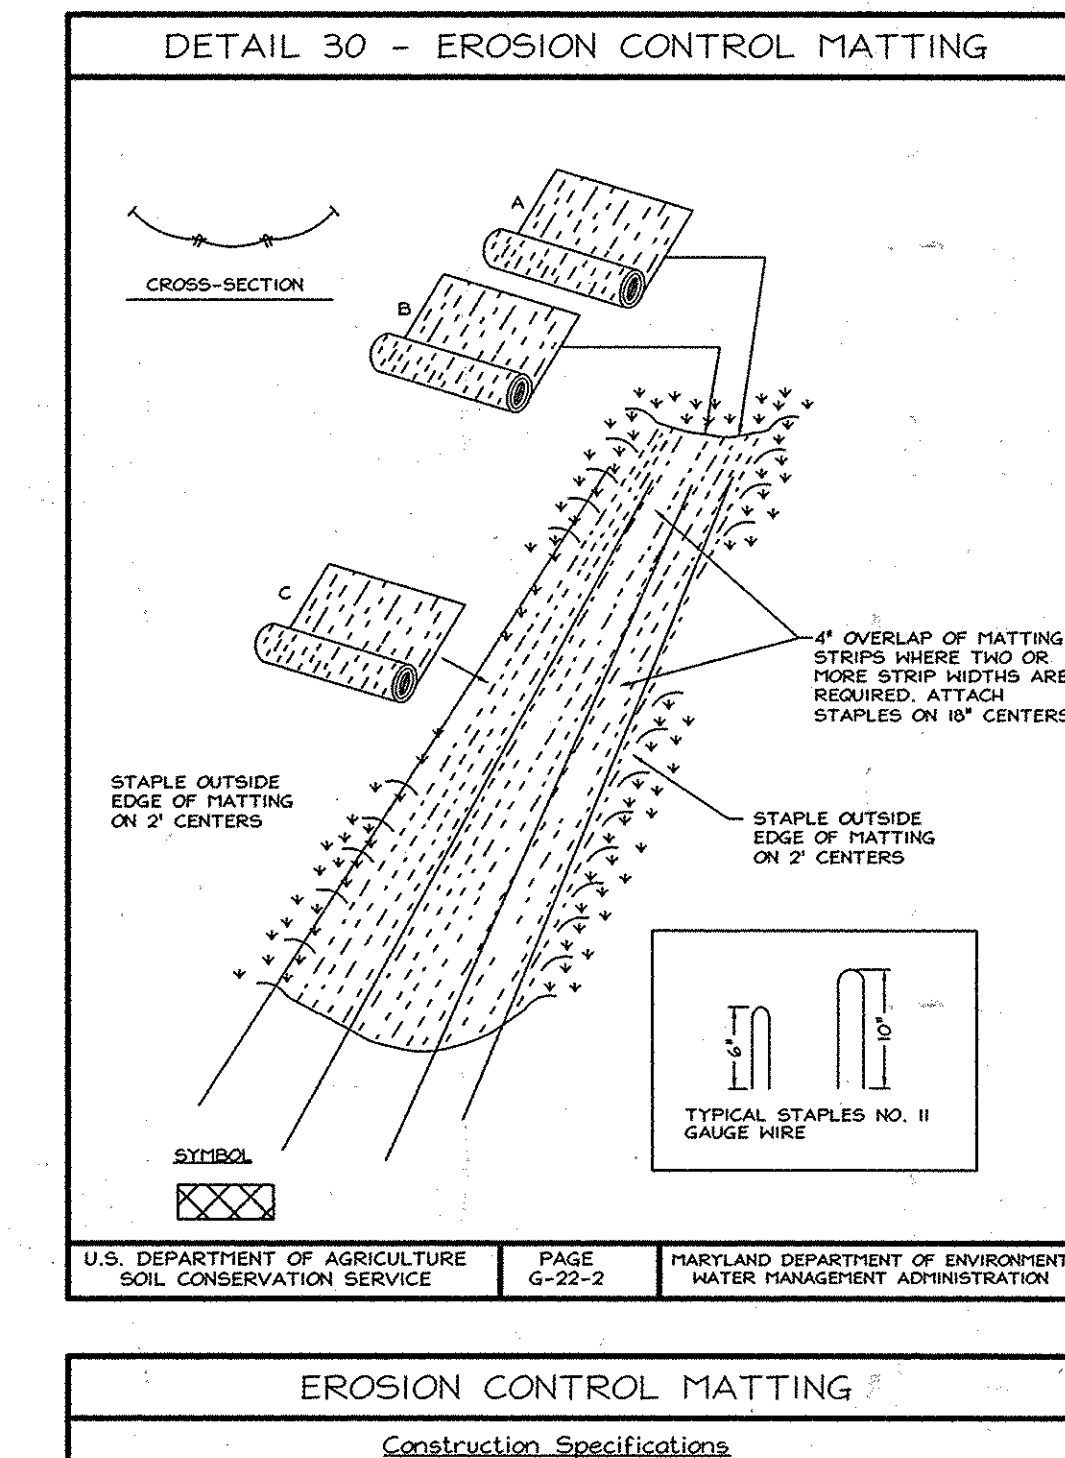 DETAIL 30 - EROSION CONTROL MATTING
CROSS-SECTION
A
B
C
4" OVERLAP OF MATTING
STRIPS WHERE TWO OR
MORE STRIP WIDTHS ARE
REQUIRED. ATTACH
STAPLES ON 18" CENTERS
STAPLE OUTSIDE
EDGE OF MATTING
ON 2' CENTERS
STAPLE OUTSIDE
EDGE OF MATTING
ON 2' CENTERS
6"
10"
TYPICAL STAPLES NO. 11
GAUGE WIRE
SYMBOL
U.S. DEPARTMENT OF AGRICULTURE
SOIL CONSERVATION SERVICE
PAGE
G-22-2
MARYLAND DEPARTMENT OF ENVIRONMENT
WATER MANAGEMENT ADMINISTRATION
EROSION CONTROL MATTING
Construction Specifications